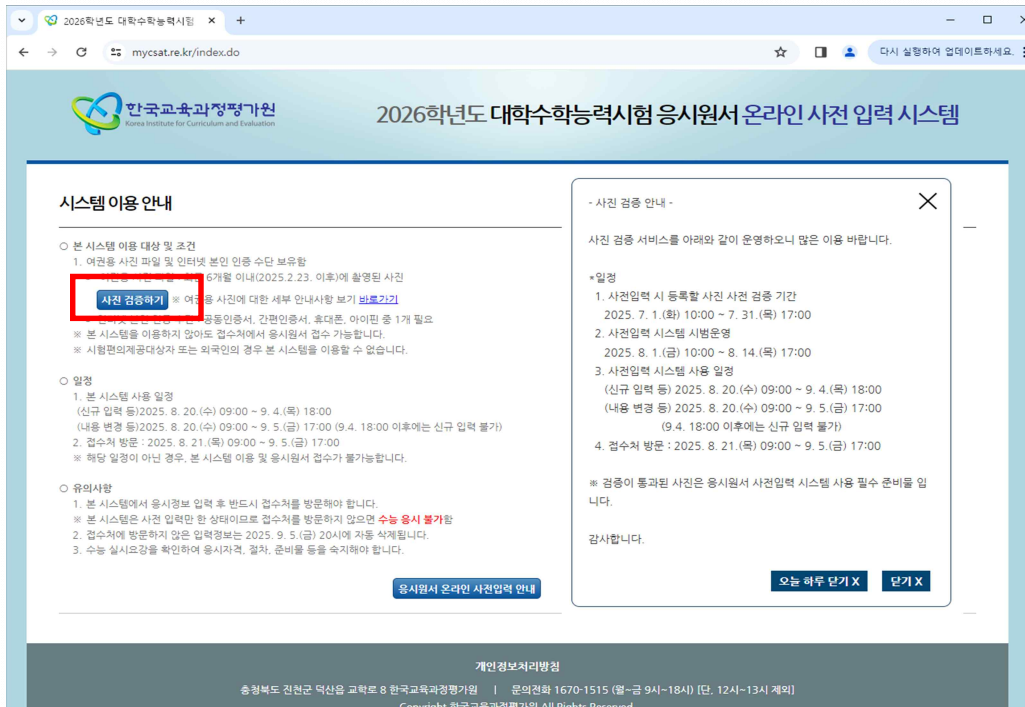 2026학년도 대학수학능력시험
mycsat.re.kr/index.do
다시 실행하여 업데이트하세요.
한국교육과정평가원
Korea Institute for Curriculum and Evaluation
2026학년도 대학수학능력시험 응시원서 온라인 사전 입력 시스템
시스템 이용 안내
○ 본 시스템 이용 대상 및 조건
1. 여권용 사진 파일 및 인터넷 본인 인증 수단 보유함
6개월 이내(2025.2.23. 이후)에 촬영된 사진
사진 검증하기 ※ 여권용 사진에 대한 세부 안내사항 보기 바로가기
공동인증서, 간편인증서, 휴대폰, 아이핀 중 1개 필요
※ 본 시스템을 이용하지 않아도 접수처에서 응시원서 접수 가능합니다.
※ 시험편의제공대상자 또는 외국인의 경우 본 시스템을 이용할 수 없습니다.
○ 일정
1. 본 시스템 사용 일정
(신규 입력 등)2025. 8. 20.(수) 09:00 ~ 9. 4.(목) 18:00
(내용 변경 등)2025. 8. 20.(수) 09:00 ~ 9. 5.(금) 17:00 (9.4. 18:00 이후에는 신규 입력 불가)
2. 접수처 방문 : 2025. 8. 21.(목) 09:00 ~ 9. 5.(금) 17:00
※ 해당 일정이 아닌 경우, 본 시스템 이용 및 응시원서 접수가 불가능합니다.
○ 유의사항
1. 본 시스템에서 응시정보 입력 후 반드시 접수처를 방문해야 합니다.
※ 본 시스템은 사전 입력만 한 상태이므로 접수처를 방문하지 않으면 수능 응시 불가함
2. 접수처에 방문하지 않은 입력정보는 2025. 9. 5.(금) 20시에 자동 삭제됩니다.
3. 수능 실시요강을 확인하여 응시자격, 절차, 준비물 등을 숙지해야 합니다.
응시원서 온라인 사전입력 안내
- 사진 검증 안내 -
사진 검증 서비스를 아래와 같이 운영하오니 많은 이용 바랍니다.
*일정
1. 사전입력 시 등록할 사진 사전 검증 기간
2025. 7. 1.(화) 10:00 ~ 7. 31.(목) 17:00
2. 사전입력 시스템 시범운영
2025. 8. 1.(금) 10:00 ~ 8. 14.(목) 17:00
3. 사전입력 시스템 사용 일정
(신규 입력 등) 2025. 8. 20.(수) 09:00 ~ 9. 4.(목) 18:00
(내용 변경 등) 2025. 8. 20.(수) 09:00 ~ 9. 5.(금) 17:00
(9.4. 18:00 이후에는 신규 입력 불가)
4. 접수처 방문 : 2025. 8. 21.(목) 09:00 ~ 9. 5.(금) 17:00
※ 검증이 통과된 사진은 응시원서 사전입력 시스템 사용 필수 준비물 입
니다.
감사합니다.
오늘 하루 닫기 X 닫기 X
개인정보처리방침
충청북도 진천군 덕산읍 교학로 8 한국교육과정평가원 | 문의전화 1670-1515 (월~금 9시~18시) [단, 12시~13시 제외]
Copyright 한국교육과정평가원 All Rights Reserved